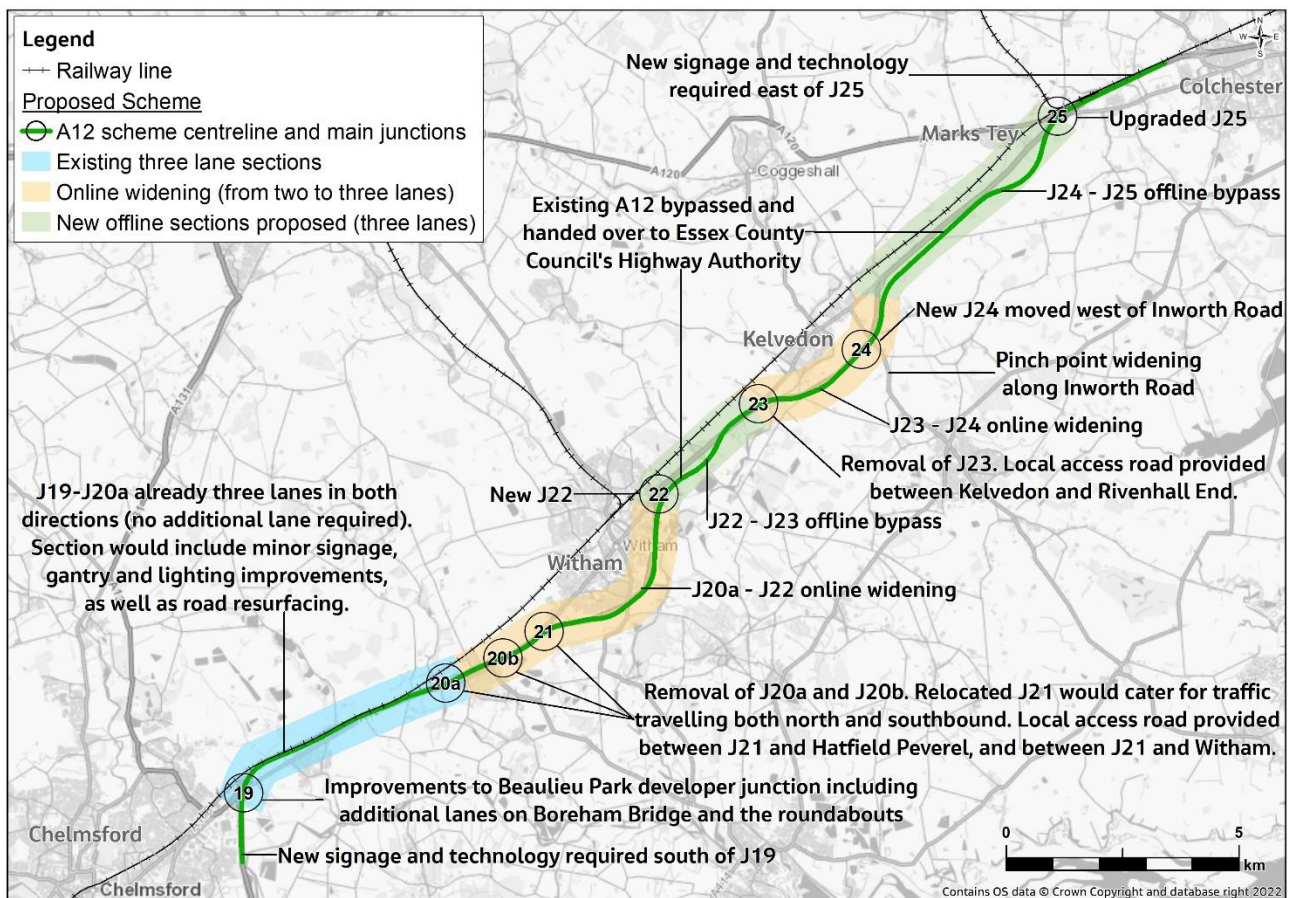 Legend
Railway line
Proposed Scheme
A12 scheme centreline and main junctions
Existing three lane sections
Online widening (from two to three lanes)
New offline sections proposed (three lanes)
N
W E
S
New signage and technology
required east of J25
Colchester
25
Upgraded J25
Marks Tey
A120
A120
Coggeshall
J24 - J25 offline bypass
Existing A12 bypassed and
handed over to Essex County
Council's Highway Authority
New J24 moved west of Inworth Road
Kelvedon
24
Pinch point widening
along Inworth Road
A131
23
J23 - J24 online widening
Removal of J23. Local access road provided
between Kelvedon and Rivenhall End.
New J22
22
J22 - J23 offline bypass
J19-J20a already three lanes in both
directions (no additional lane required).
Section would include minor signage,
gantry and lighting improvements,
as well as road resurfacing.
Witham
Witham
J20a - J22 online widening
21
20b
20a
Removal of J20a and J20b. Relocated J21 would cater for traffic
travelling both north and southbound. Local access road provided
between J21 and Hatfield Peverel, and between J21 and Witham.
19
Improvements to Beaulieu Park developer junction including
additional lanes on Boreham Bridge and the roundabouts
Chelmsford
New signage and technology required south of J19
Chelmsford
0 5
km
A414
Contains OS data © Crown Copyright and database right 2022